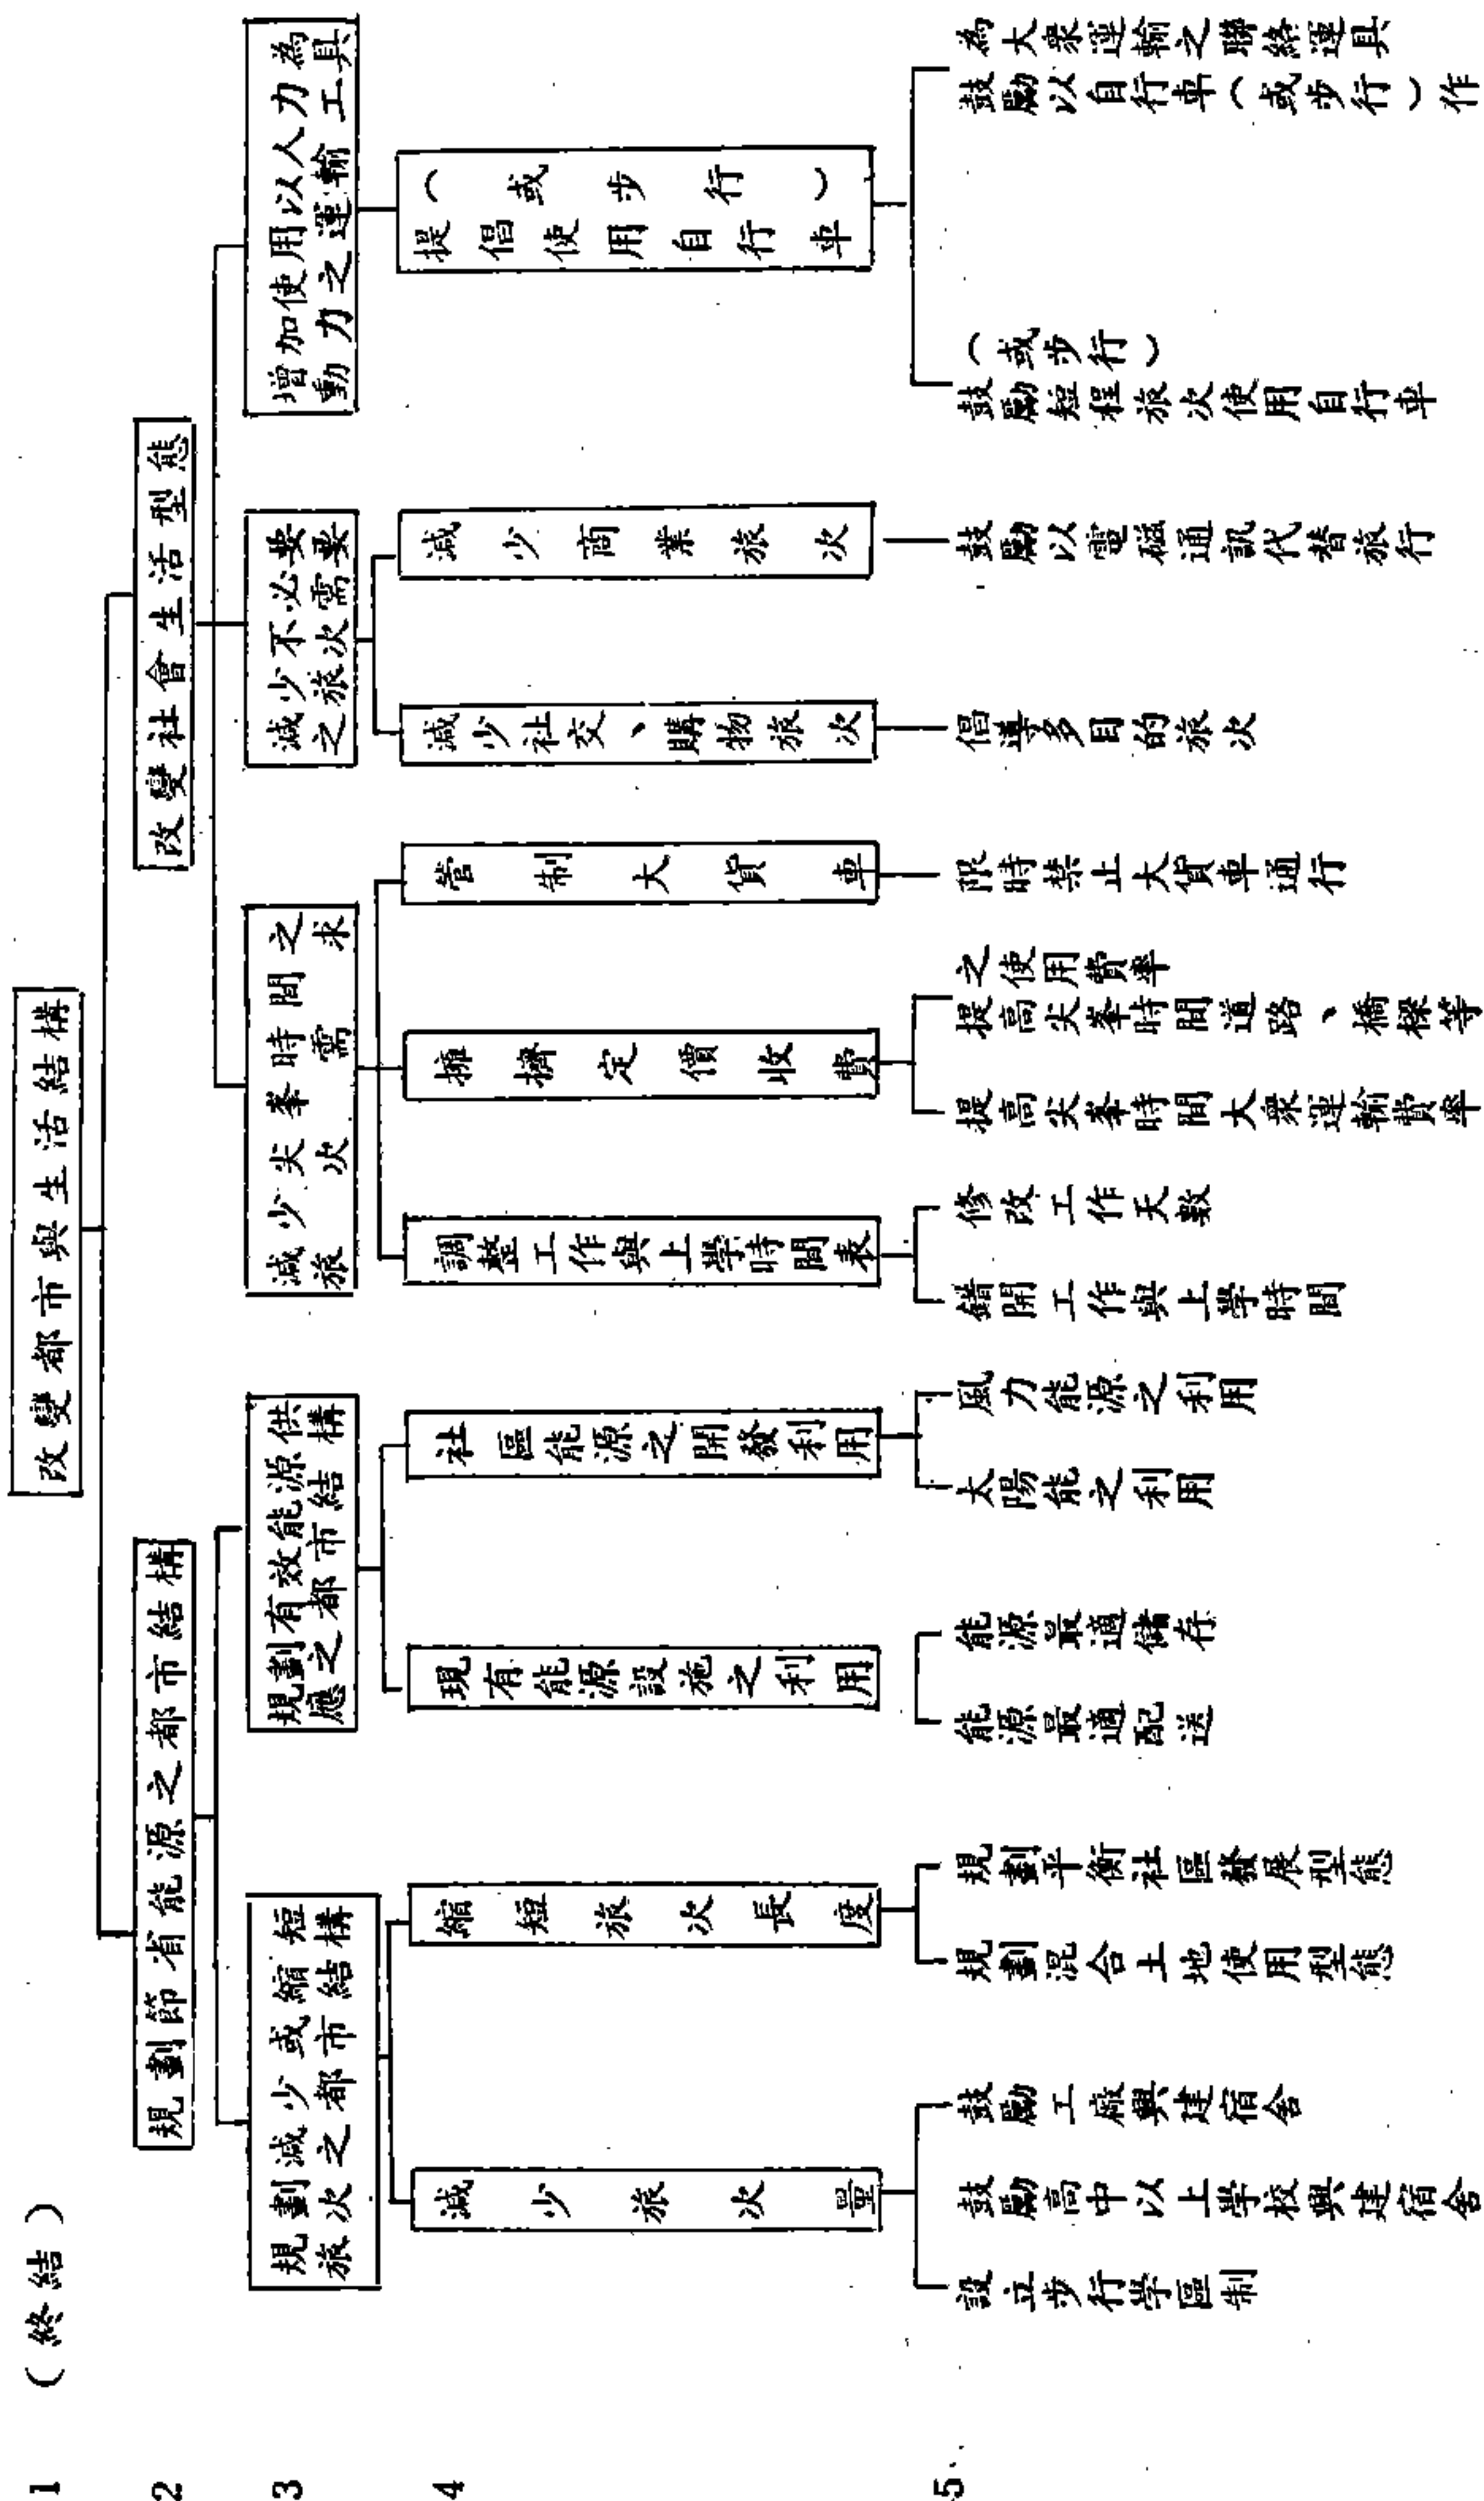 1 (終結)
改變都市與生活結構
2
規劃節省能源之都市結構
改變社會生活型態
3
規劃減少或縮短
旅次之都市結構
規劃有效能源供
應之都市結構
減少尖峯時間之
旅次需求
減少不必要
之旅次需要
增加使用以人力為
動力之運輸工具
4
減少旅次量
縮短旅次長度
現有能源設施之利用
社區能源之開發利用
調整工作與上學時間表
擁擠定價收費
管制大貨車
減少社交、購物旅次
減少商業旅次
提倡使用自行車
(或步行)
5
設立步行學區制
鼓勵高中以上學校興建宿舍
鼓勵工廠興建宿舍
規劃混合土地使用型態
規劃平衡社區發展型態
能源最適配送
能源最適儲存
太陽能之利用
風力能源之利用
錯開工作與上學時間
修改工作天數
提高尖峯時間大衆運輸費率
提高尖峯時間道路、橋樑等
之使用費率
限時禁止大貨車通行
倡導多目的旅次
鼓勵以電磁通訊代替旅行
鼓勵短程旅次使用自行車
(或步行)
鼓勵以自行車(或步行)作
為大衆運輸之聯絡運具